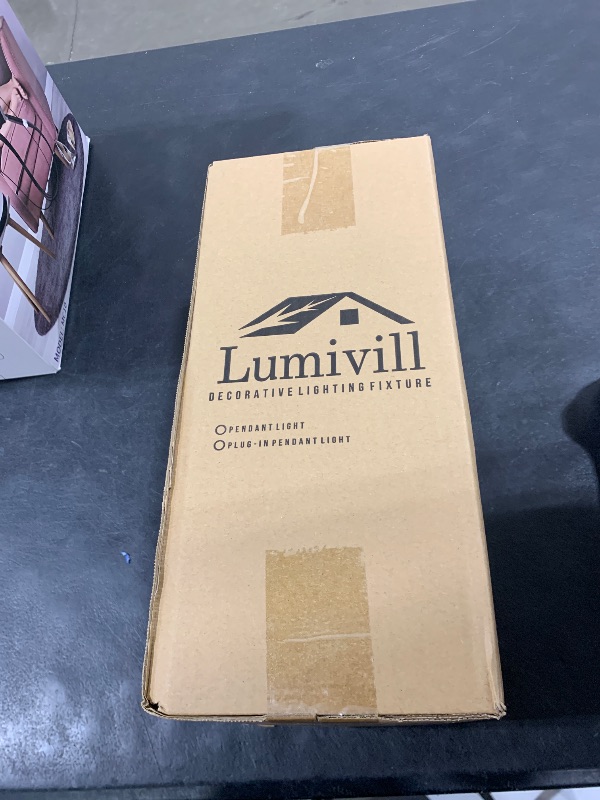 Lumivill
DECORATIVE LIGHTING FIXTURE
PENDANT LIGHT
PLUG-IN PENDANT LIGHT